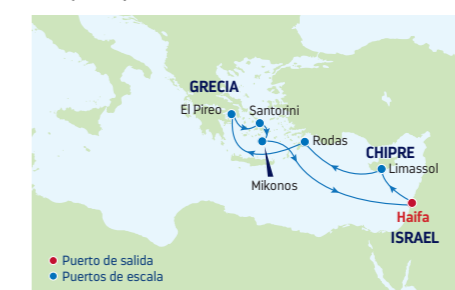 GRECIA
El Pireo
Santorini
Rodas
CHIPRE
Limassol
Mikonos
Haifa
ISRAEL
Puerto de salida
Puertos de escala